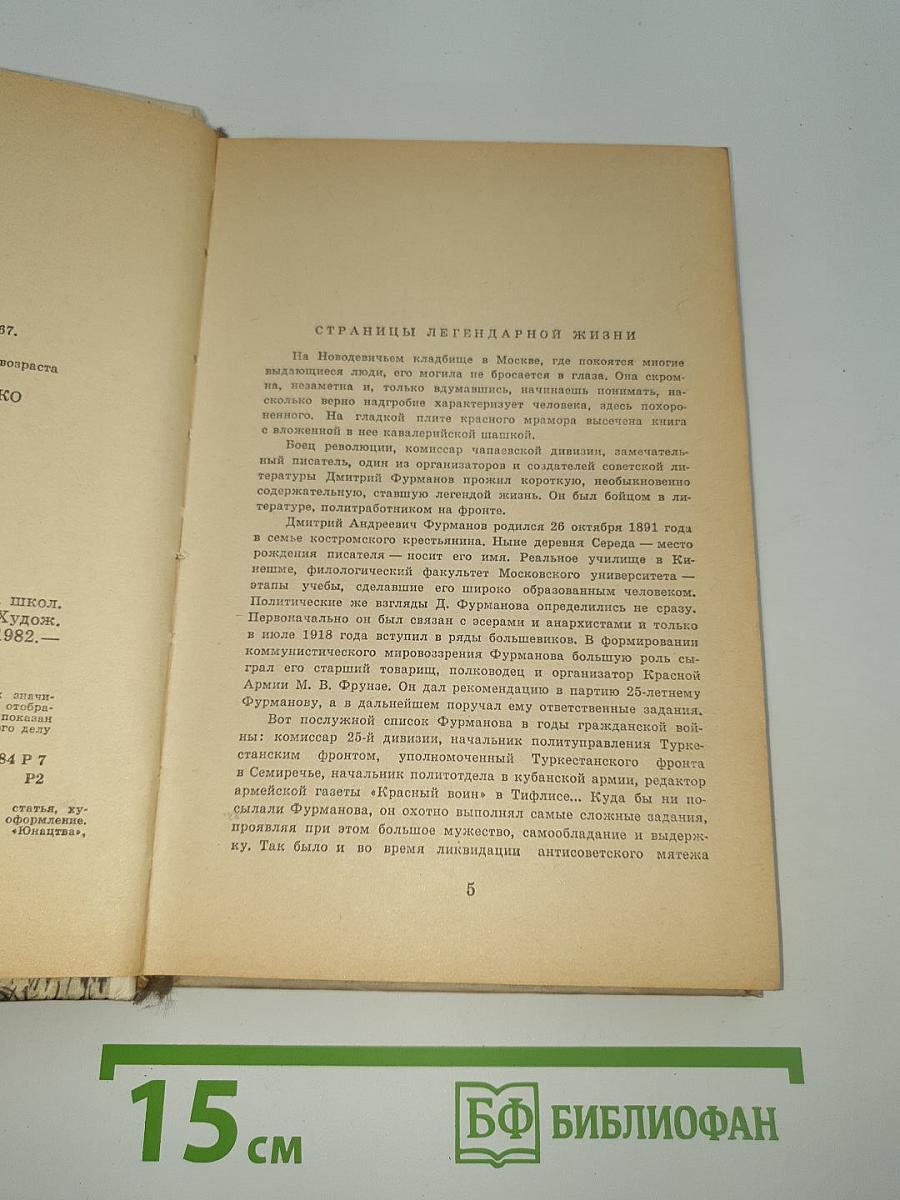 67.
возраста
КО
школ.
Худож.
1982.—
значи-
отобра-
показан
го делу
84 Р 7
Р2
статья, ху-
оформление.
«Юнацтва»,
СТРАНИЦЫ ЛЕГЕНДАРНОЙ ЖИЗНИ
На Новодевичьем кладбище в Москве, где покоятся многие
выдающиеся люди, его могила не бросается в глаза. Она скром-
на, незаметна и, только вдумавшись, начинаешь понимать, на-
сколько верно надгробие характеризует человека, здесь похоро-
ненного. На гладкой плите красного мрамора высечена книга
с вложенной в нее кавалерийской шашкой.
Боец революции, комиссар чапаевской дивизии, замечатель-
ный писатель, один из организаторов и создателей советской ли-
тературы Дмитрий Фурманов прожил короткую, необыкновенно
содержательную, ставшую легендой жизнь. Он был бойцом в ли-
тературе, политработником на фронте.
Дмитрий Андреевич Фурманов родился 26 октября 1891 года
в семье костромского крестьянина. Ныне деревня Середа — место
рождения писателя — носит его имя. Реальное училище в Ки-
нешме, филологический факультет Московского университета —
этапы учебы, сделавшие его широко образованным человеком.
Политические же взгляды Д. Фурманова определились не сразу.
Первоначально он был связан с эсерами и анархистами и только
в июле 1918 года вступил в ряды большевиков. В формировании
коммунистического мировоззрения Фурманова большую роль сы-
грал его старший товарищ, полководец и организатор Красной
Армии М. В. Фрунзе. Он дал рекомендацию в партию 25-летнему
Фурманову, а в дальнейшем поручал ему ответственные задания.
Вот послужной список Фурманова в годы гражданской вой-
ны: комиссар 25-й дивизии, начальник политуправления Турке-
станским фронтом, уполномоченный Туркестанского фронта
в Семиречье, начальник политотдела в кубанской армии, редактор
армейской газеты «Красный воин» в Тифлисе... Куда бы ни по-
сылали Фурманова, он охотно выполнял самые сложные задания,
проявляя при этом большое мужество, самообладание и выдерж-
ку. Так было и во время ликвидации антисоветского мятежа
5
15 см
БФ БИБЛИОФАН